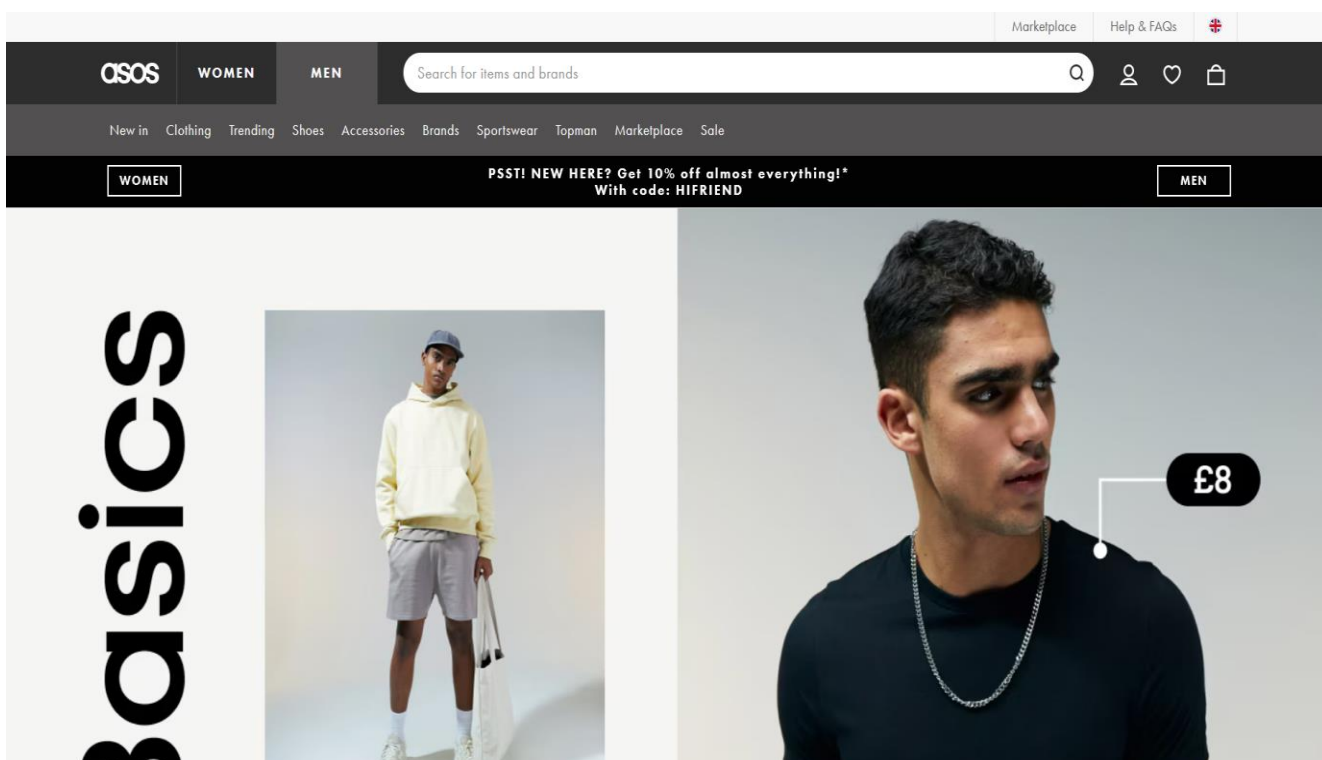 Marketplace Help & FAQs
asos WOMEN MEN Search for items and brands
New in Clothing Trending Shoes Accessories Brands Sportswear Topman Marketplace Sale
WOMEN
PSST! NEW HERE? Get 10% off almost everything!*
With code: HIFRIEND
MEN
Basics
£8